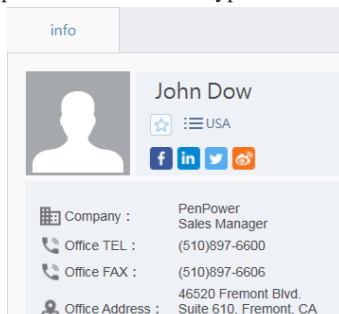 info
John Dow
USA
f in
Company : PenPower
Sales Manager
Office TEL : (510)897-6600
Office FAX : (510)897-6606
Office Address : 46520 Fremont Blvd.
Suite 610, Fremont, CA